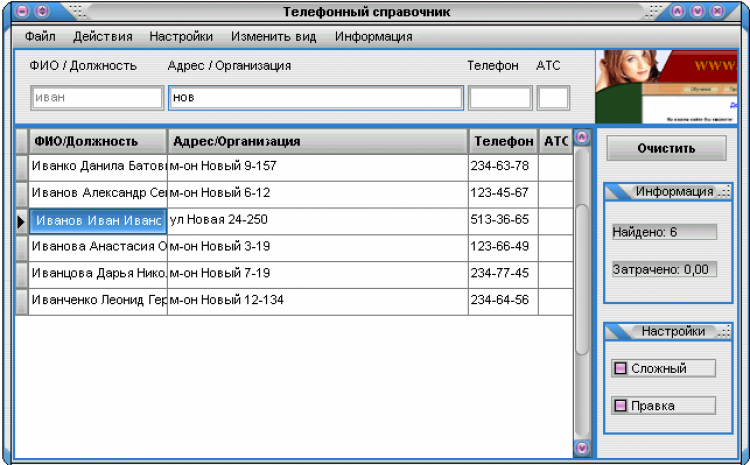 Телефонный справочник
Файл Действия Настройки Изменить вид Информация
ФИО / Должность Адрес / Организация Телефон АТС
WWW.
иван нов
ФИО/Должность Адрес/Организация Телефон АТС
Очистить
Иванко Данила Батов м-он Новый 9-157 234-63-78
Иванов Александр Се м-он Новый 6-12 123-45-67
Информация
Иванов Иван Иванс ул Новая 24-250 513-36-65
Найдено: 6
Иванова Анастасия О м-он Новый 3-19 123-66-49
Иванцова Дарья Нико. м-он Новый 7-19 234-77-45
Затрачено: 0,00
Иванченко Леонид Гер м-он Новый 12-134 234-64-56
Настройки
Сложный
Правка